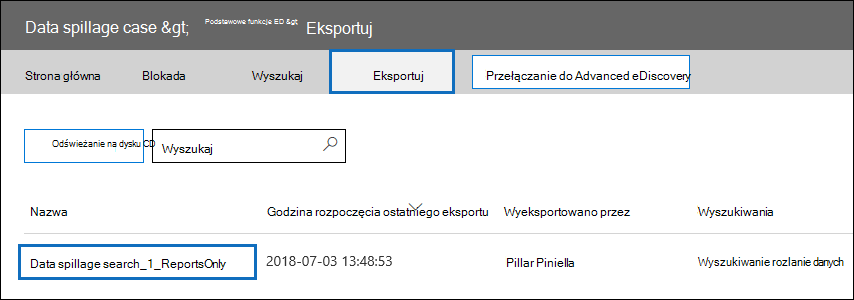 Data spillage case &gt; Podstawowe funkcje ED &gt Eksportuj
Strona główna Blokada Wyszukaj Eksportuj Przełączanie do Advanced eDiscovery
Odświeżanie na dysku CD Wyszukaj
Nazwa Godzina rozpoczęcia ostatniego eksportu Wyeksportowano przez Wyszukiwania
Data spillage search_1_ReportsOnly 2018-07-03 13:48:53 Pillar Piniella Wyszukiwanie rozlanie danych